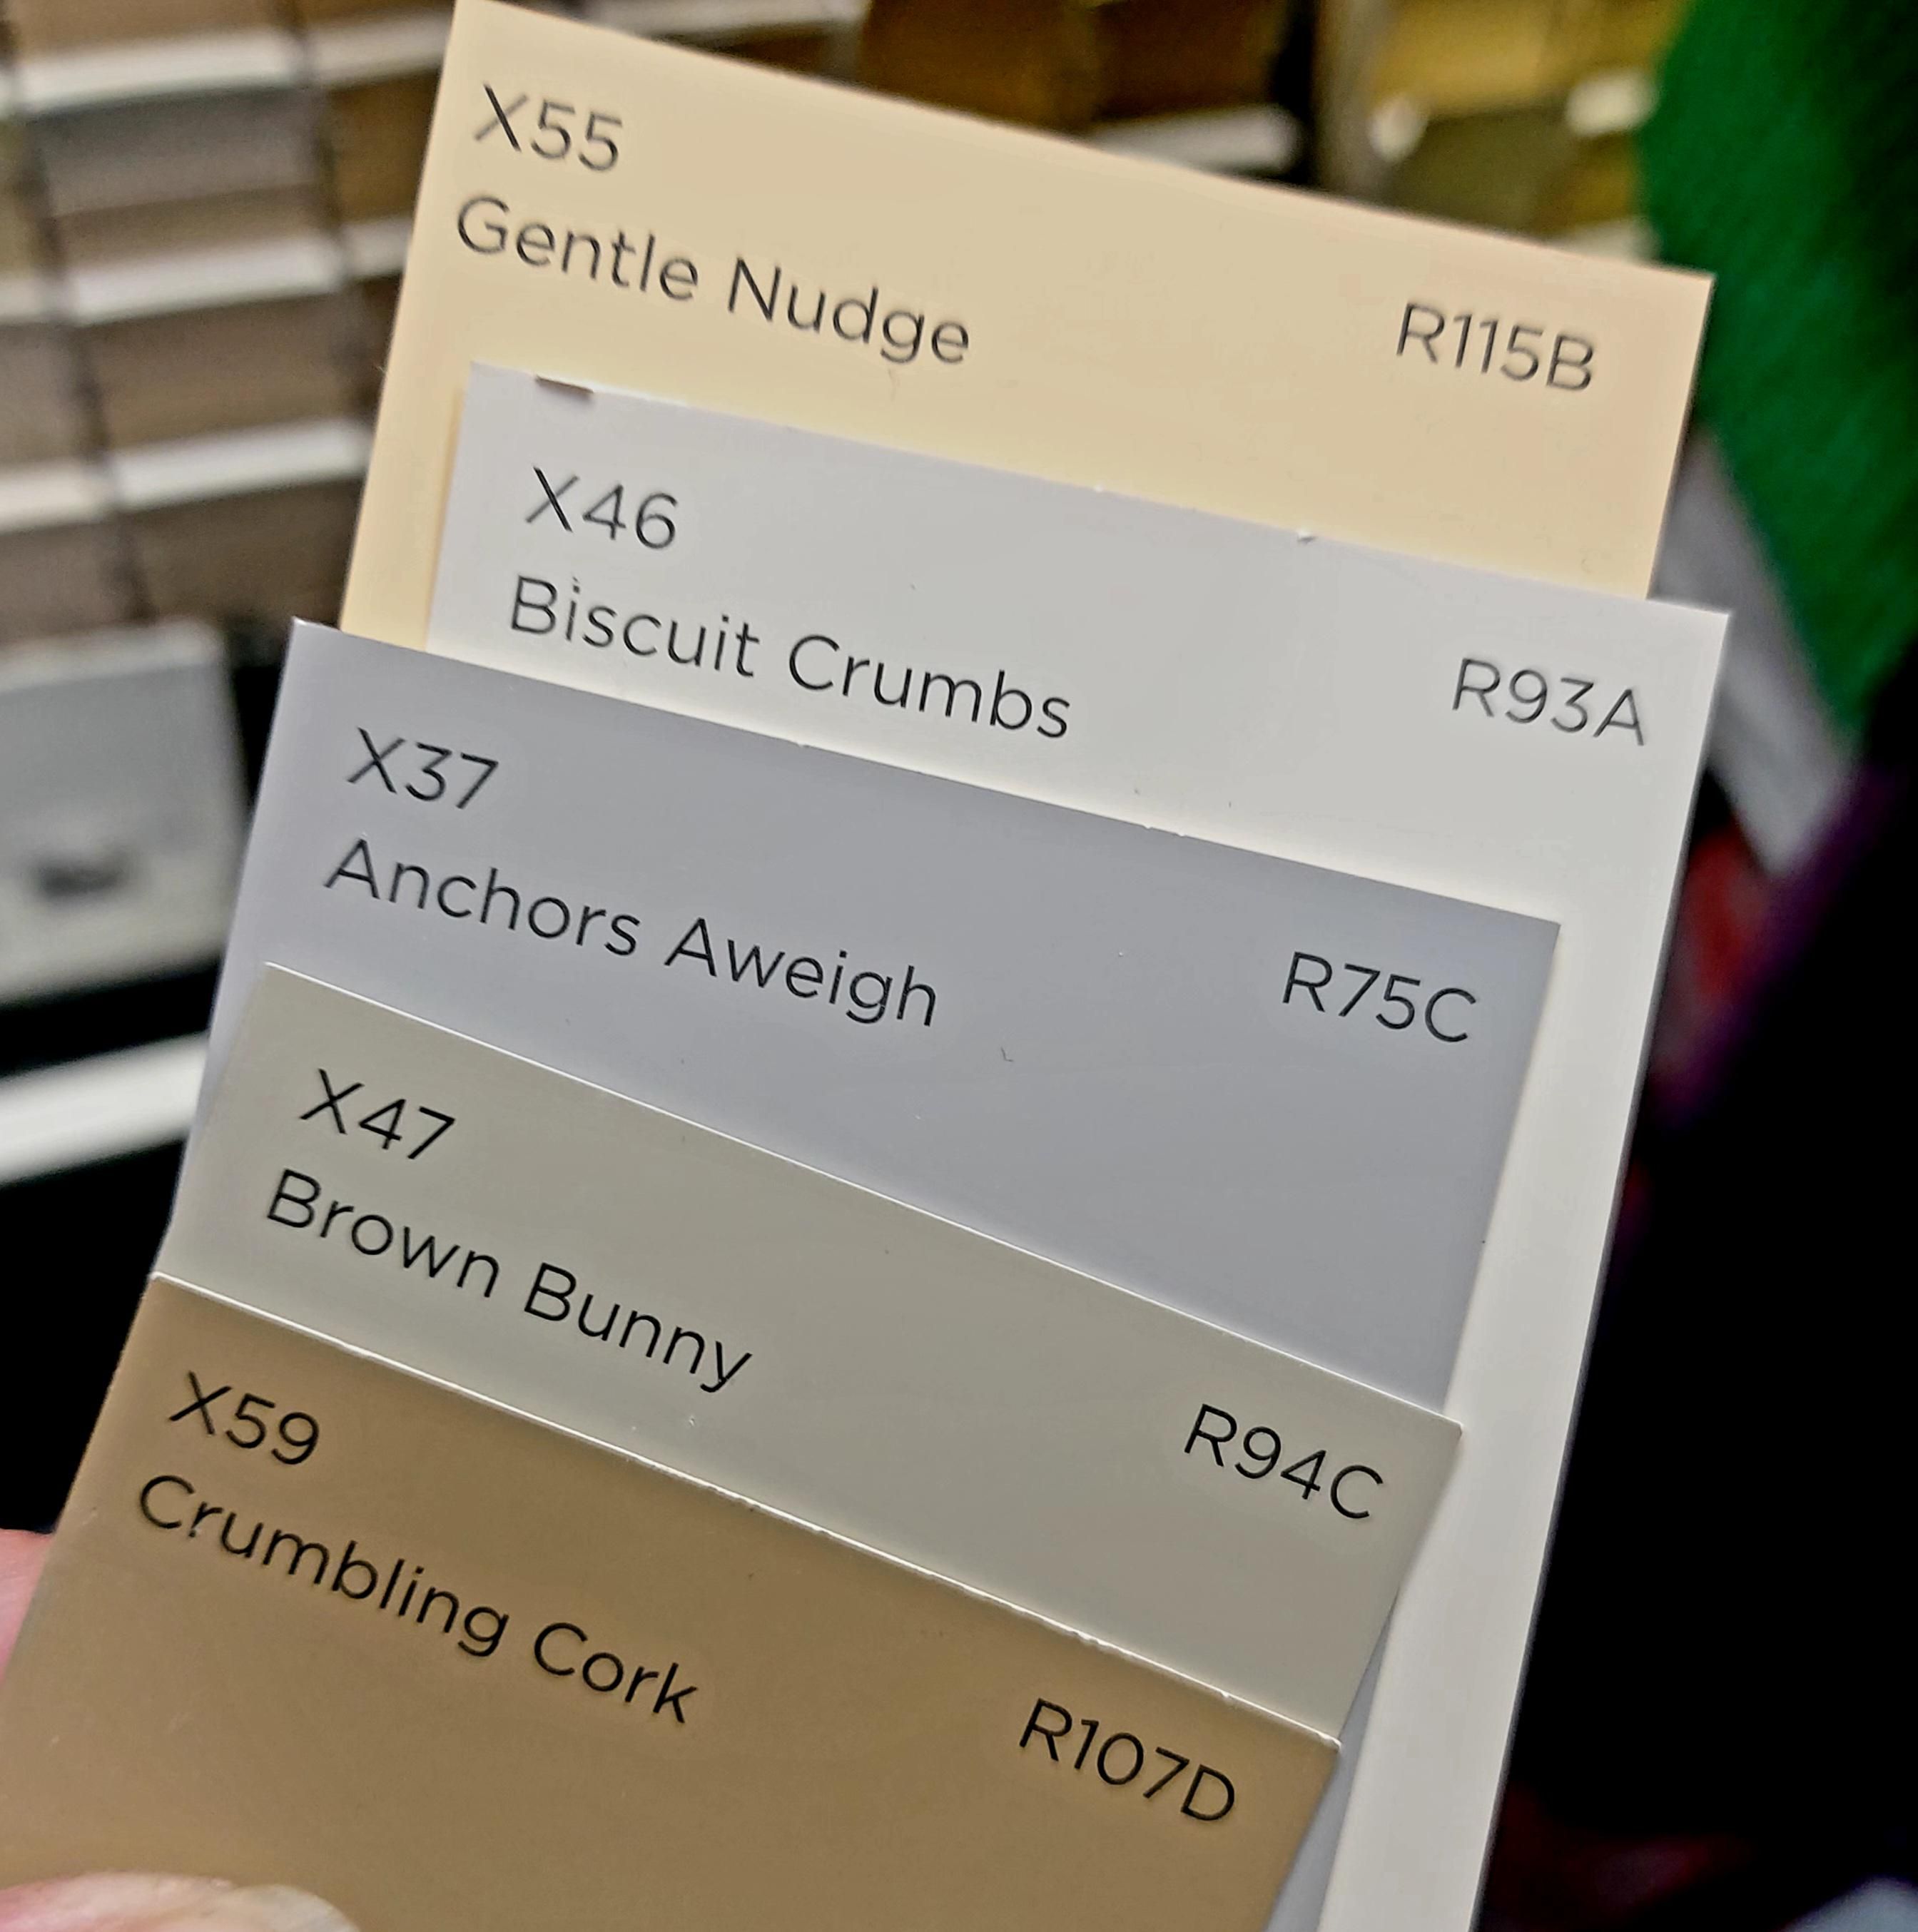 X55
Gentle Nudge
R115B
X46
Biscuit Crumbs
R93A
X37
Anchors Aweigh
R75C
X47
Brown Bunny
R94C
X59
Crumbling Cork
R107D